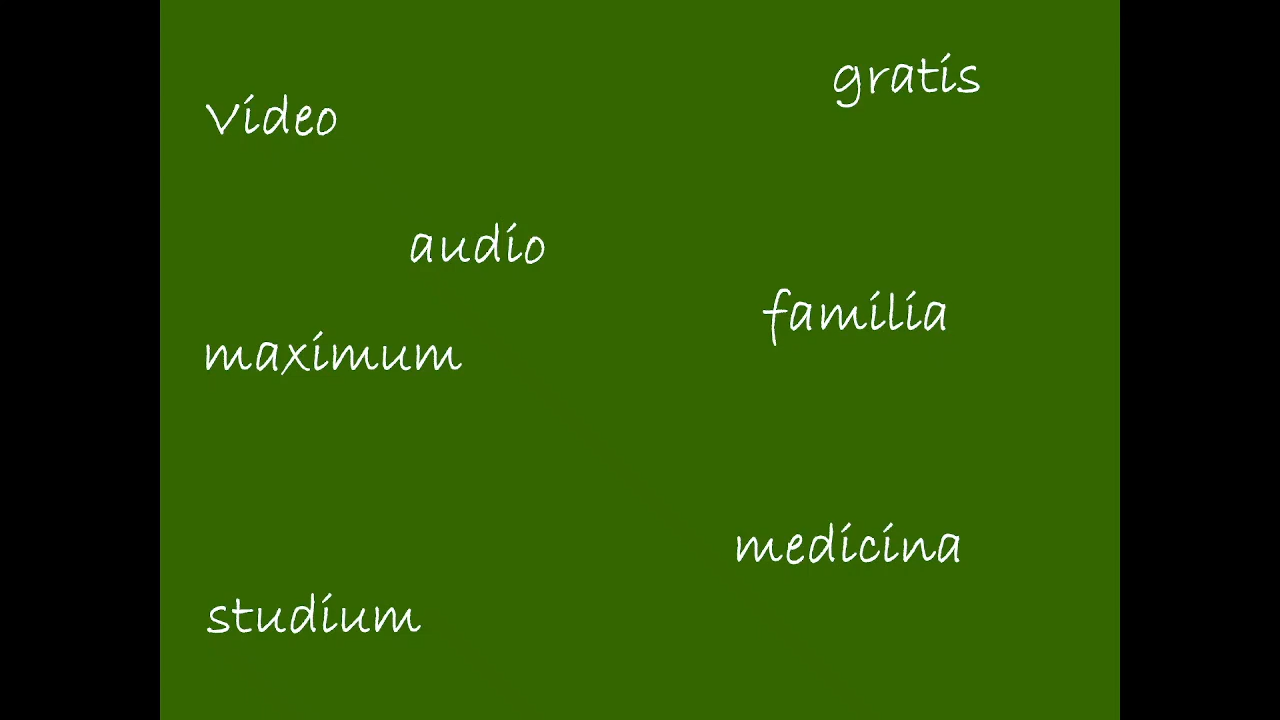 gratis
Video
audio
familia
maximum
medicina
studium